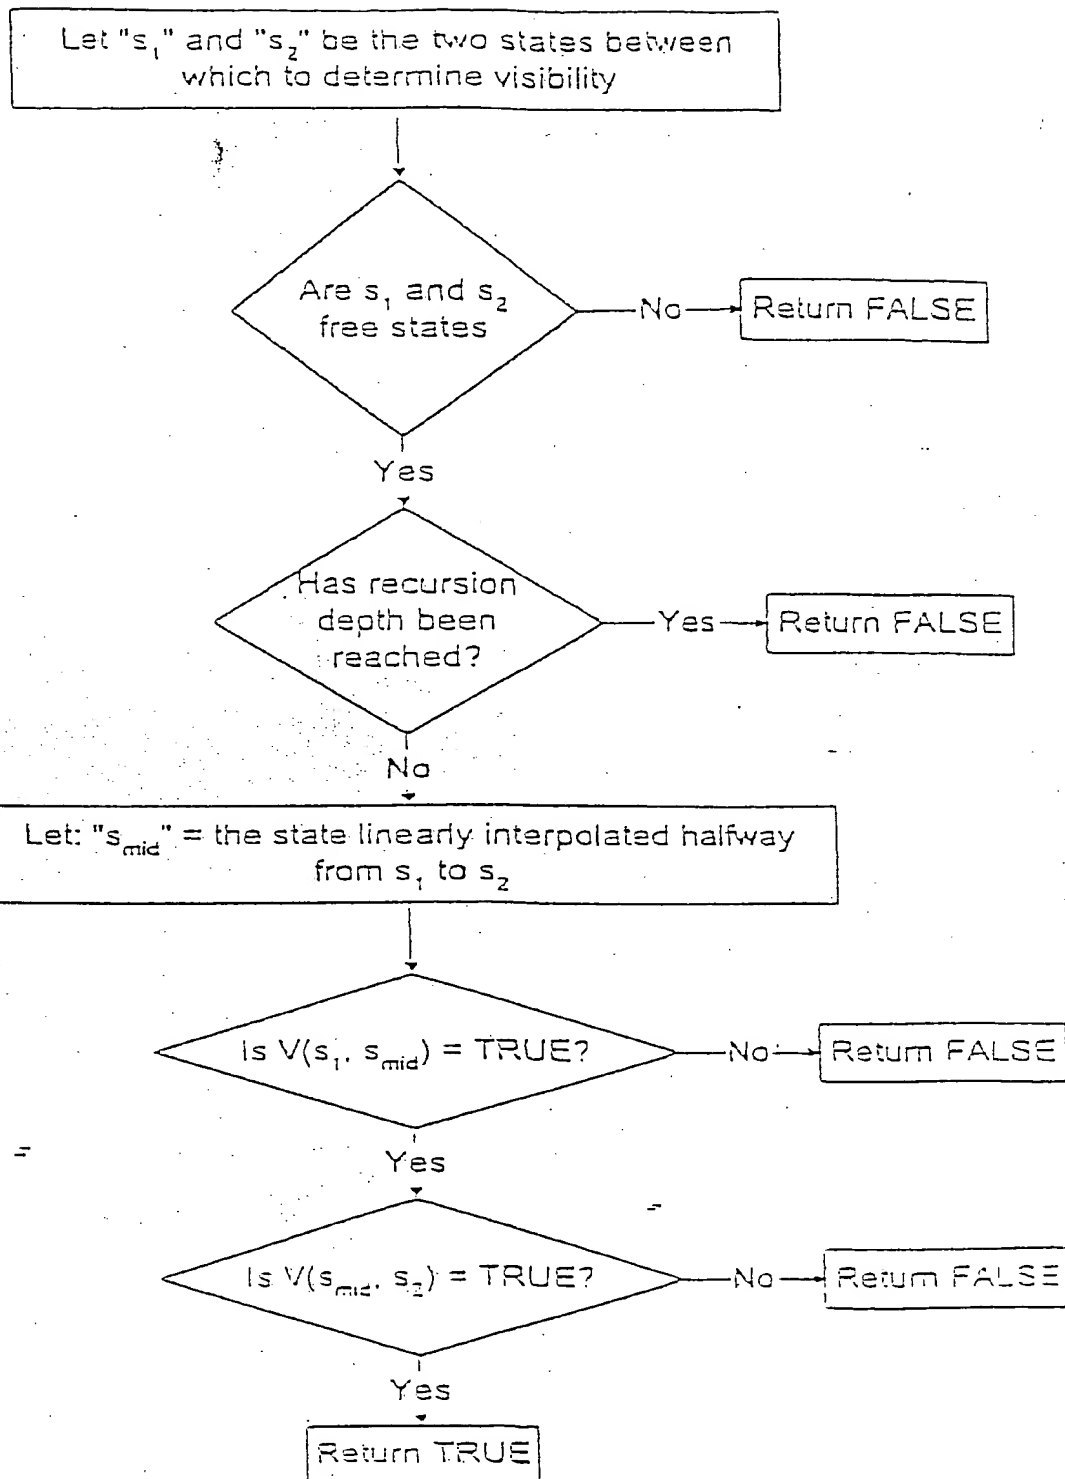 Let "s₁" and "s₂" be the two states between
which to determine visibility
Are s₁ and s₂
free states
No
Return FALSE
Yes
Has recursion
depth been
reached?
Yes
Return FALSE
No
Let: "s_mid" = the state linearly interpolated halfway
from s₁ to s₂
Is V(s₁, s_mid) = TRUE?
No
Return FALSE
Yes
Is V(s_mid, s₂) = TRUE?
No
Return FALSE
Yes
Return TRUE